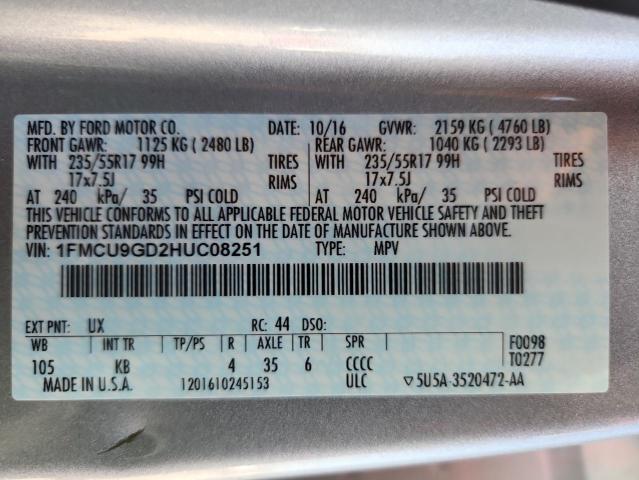 MFD. BY FORD MOTOR CO. DATE: 10/16 GVWR: 2159 KG ( 4760 LB)
FRONT GAWR: 1125 KG ( 2480 LB) REAR GAWR: 1040 KG ( 2293 LB)
WITH 235/55R17 99H TIRES WITH 235/55R17 99H TIRES
17x7.5J RIMS 17x7.5J RIMS
AT 240 kPa/ 35 PSI COLD AT 240 kPa/ 35 PSI COLD
THIS VEHICLE CONFORMS TO ALL APPLICABLE FEDERAL MOTOR VEHICLE SAFETY AND THEFT
PREVENTION STANDARDS IN EFFECT ON THE DATE OF MANUFACTURE SHOWN ABOVE.
VIN: 1FMCU9GD2HUC08251 TYPE: MPV
EXT PNT: UX RC: 44 DSO:
WB INT TR TP/PS R AXLE TR SPR F0098
105 KB 4 35 6 CCCC T0277
MADE IN U.S.A. 1201610245153 ULC ▽5U5A-3520472-AA